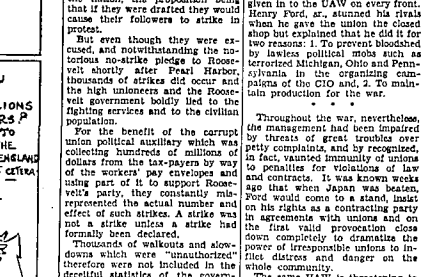 LIONS
RS?
TO
HE
ENGLAND
CETERA
that if they were drafted they would
cause their followers to strike in
protest.
But even though they were ex-
cused, and notwithstanding the no-
torious no-strike pledge to Roose-
velt shortly after Pearl Harbor,
thousands of strikes did occur and
the high unioneers and the Roose-
velt government boldly lied to the
fighting services and to the civilian
population.
For the benefit of the corrupt
union political auxiliary which was
collecting hundreds of millions of
dollars from the tax-payers by way
of the workers' pay envelopes and
using part of it to support Roose-
velt's party, they constantly mis-
represented the actual number and
effect of such strikes. A strike was
not a strike unless a strike had
formally been declared.
Thousands of walkouts and slow-
downs which were "unauthorized"
therefore were not included in the
deceitful statistics of the
given in to the UAW on every front.
Henry Ford, sr., stunned his rivals
when he gave the union the closed
shop but explained that he did it for
two reasons: 1. To prevent bloodshed
by lawless political mobs such as
terrorized Michigan, Ohio and Penn-
sylvania in the organizing cam-
paigns of the CIO and, 2. To main-
tain production for the war.
* * *
Throughout the war, nevertheless,
the management had been impaired
by threats of great troubles over
petty complaints, and by recognized,
in fact, vaunted immunity of unions
to penalties for violations of law
and contracts. It was known weeks
ago that when Japan was beaten,
Ford would come to a stand, insist
on his rights as a contracting party
in agreements with unions and on
the first valid provocation close
down completely to dramatize the
power of irresponsible unions to in-
flict distress and danger on the
whole community.
The same UAW is threatening to